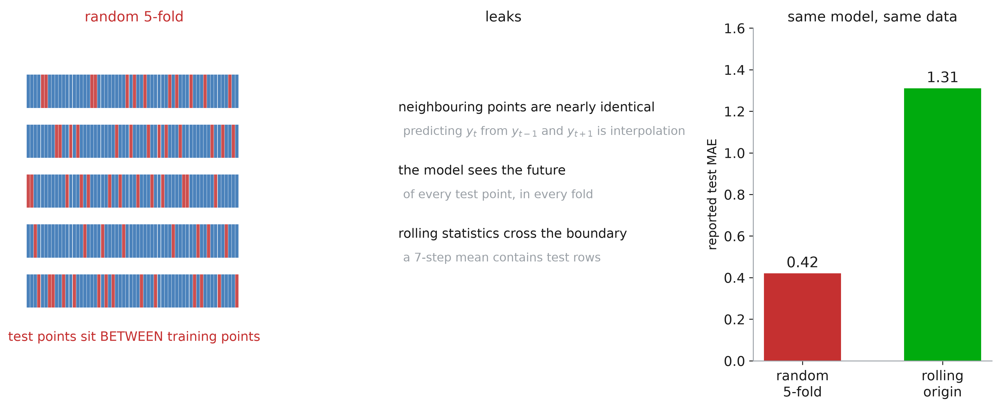 random 5-fold
test points sit BETWEEN training points
leaks
neighbouring points are nearly identical
predicting y_t from y_{t−1} and y_{t+1} is interpolation
the model sees the future
of every test point, in every fold
rolling statistics cross the boundary
a 7-step mean contains test rows
same model, same data
reported test MAE
1.6
1.4
1.2
1.0
0.8
0.6
0.4
0.2
0.0
0.42
1.31
random
5-fold
rolling
origin